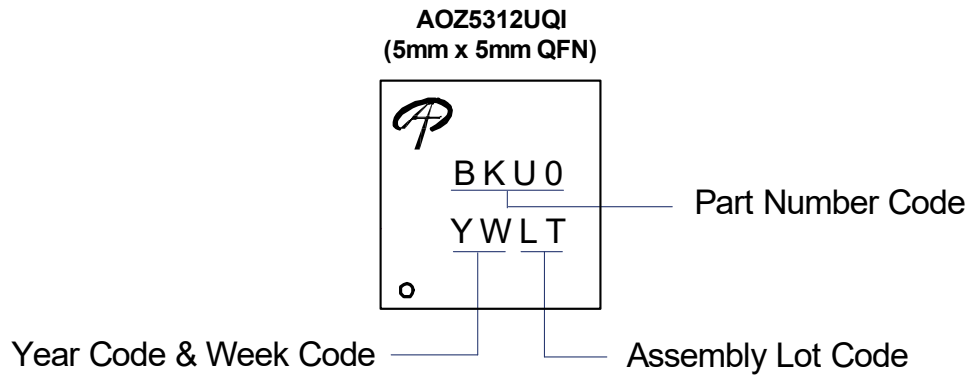 AOZ5312UQI
(5mm x 5mm QFN)
BKU0
Part Number Code
YWLT
Year Code & Week Code
Assembly Lot Code